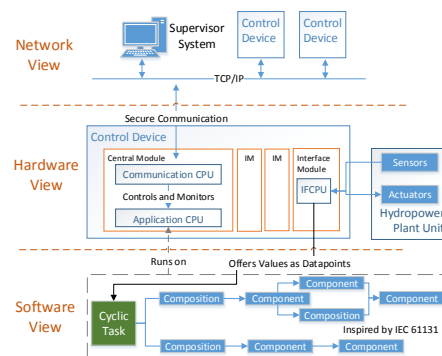 Network
View
Supervisor
System
Control
Device
Control
Device
TCP/IP
Secure Communication
Hardware
View
Control Device
Central Module
Communication CPU
Controls and Monitors
Application CPU
IM
IM
Interface
Module
IFCPU
Sensors
Actuators
Hydropower
Plant Unit
Runs on
Offers Values as Datapoints
Software
View
Cyclic
Task
Composition
Component
Component
Composition
Component
Inspired by IEC 61131
Composition
Component
Component